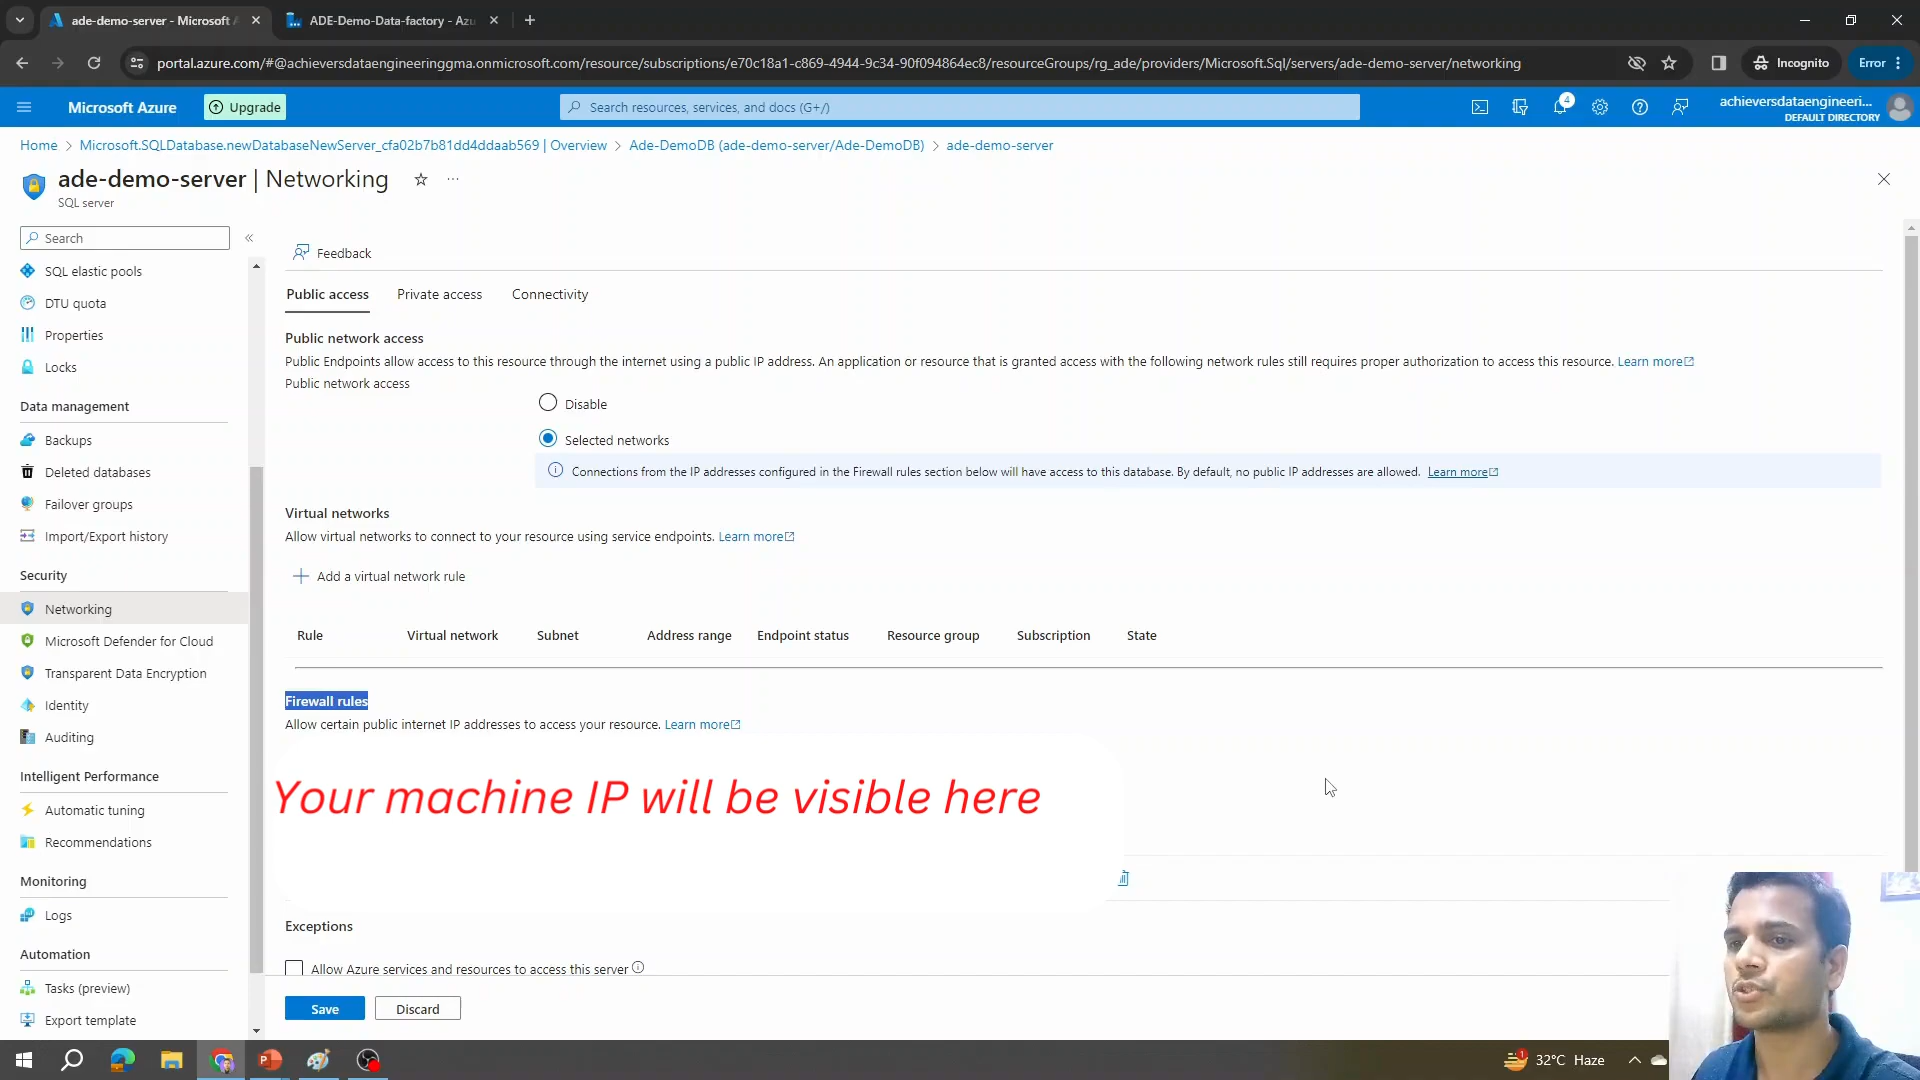 ade-demo-server - Microsoft A
ADE-Demo-Data-factory - Azu
portal.azure.com/#@achieversdataengineeringgma.onmicrosoft.com/resource/subscriptions/e70c18a1-c869-4944-9c34-90f094864ec8/resourceGroups/rg_ade/providers/Microsoft.Sql/servers/ade-demo-server/networking
Incognito
Error
Microsoft Azure
Upgrade
Search resources, services, and docs (G+/)
4
achieversdataengineeri...
DEFAULT DIRECTORY
Home > Microsoft.SQLDatabase.newDatabaseNewServer_cfa02b7b81dd4ddaab569 | Overview > Ade-DemoDB (ade-demo-server/Ade-DemoDB) > ade-demo-server
ade-demo-server | Networking
SQL server
Search
SQL elastic pools
DTU quota
Properties
Locks
Data management
Backups
Deleted databases
Failover groups
Import/Export history
Security
Networking
Microsoft Defender for Cloud
Transparent Data Encryption
Identity
Auditing
Intelligent Performance
Automatic tuning
Recommendations
Monitoring
Logs
Automation
Tasks (preview)
Export template
Feedback
Public access Private access Connectivity
Public network access
Public Endpoints allow access to this resource through the internet using a public IP address. An application or resource that is granted access with the following network rules still requires proper authorization to access this resource. Learn more
Public network access
Disable
Selected networks
Connections from the IP addresses configured in the Firewall rules section below will have access to this database. By default, no public IP addresses are allowed. Learn more
Virtual networks
Allow virtual networks to connect to your resource using service endpoints. Learn more
Add a virtual network rule
Rule Virtual network Subnet Address range Endpoint status Resource group Subscription State
Firewall rules
Allow certain public internet IP addresses to access your resource. Learn more
Your machine IP will be visible here
Exceptions
Allow Azure services and resources to access this server
Save Discard
1
32°C Haze